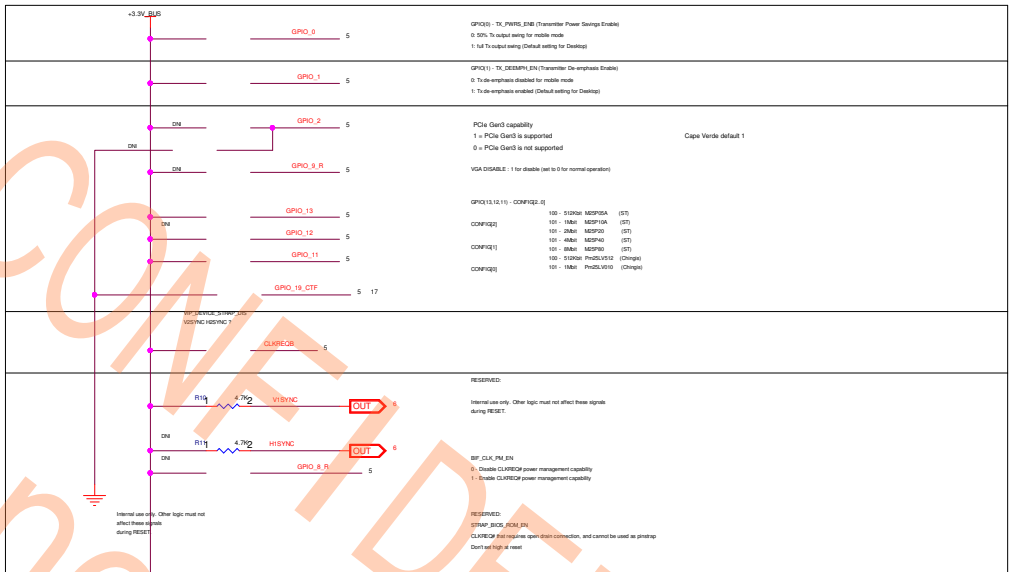 +3.3V_BUS
GPIO_0 5
GPIO(0) - TX_PWRS_ENB (Transmitter Power Savings Enable)
0: 50% Tx output swing for mobile mode
1: full Tx output swing (Default setting for Desktop)
GPIO_1 5
GPIO(1) - TX_DEEMPH_EN (Transmitter De-emphasis Enable)
0: Tx de-emphasis disabled for mobile mode
1: Tx de-emphasis enabled (Default setting for Desktop)
DNI GPIO_2 5
DNI
PCIe Gen3 capability
1 = PCIe Gen3 is supported Cape Verde default 1
0 = PCIe Gen3 is not supported
DNI GPIO_9_R 5
VGA DISABLE : 1 for disable (set to 0 for normal operation)
GPIO(13,12,11) - CONFIG[2..0]
GPIO_13 5
DNI
GPIO_12 5
GPIO_11 5
CONFIG[2]
CONFIG[1]
CONFIG[0]
100 - 512Kbit M25P05A (ST)
101 - 1Mbit M25P10A (ST)
101 - 2Mbit M25P20 (ST)
101 - 4Mbit M25P40 (ST)
101 - 8Mbit M25P80 (ST)
100 - 512Kbit Pm25LV512 (Chingis)
101 - 1Mbit Pm25LV010 (Chingis)
GPIO_19_CTF 5 17
VIP_DEVICE_STRAP_DIS
V2SYNC H2SYNC ?
CLKREQB 5
RESERVED:
R10 1 4.7K 2 V1SYNC OUT 6
Internal use only. Other logic must not affect these signals
during RESET.
DNI
R11 1 4.7K 2 H1SYNC OUT 6
DNI
GPIO_8_R 5
BIF_CLK_PM_EN
0 - Disable CLKREQ# power management capability
1 - Enable CLKREQ# power management capability
Internal use only. Other logic must not
affect these signals
during RESET.
RESERVED:
STRAP_BIOS_ROM_EN
CLKREQ# that requires open drain connection, and cannot be used as pinstrap
Don't set high at reset
CONFIDE